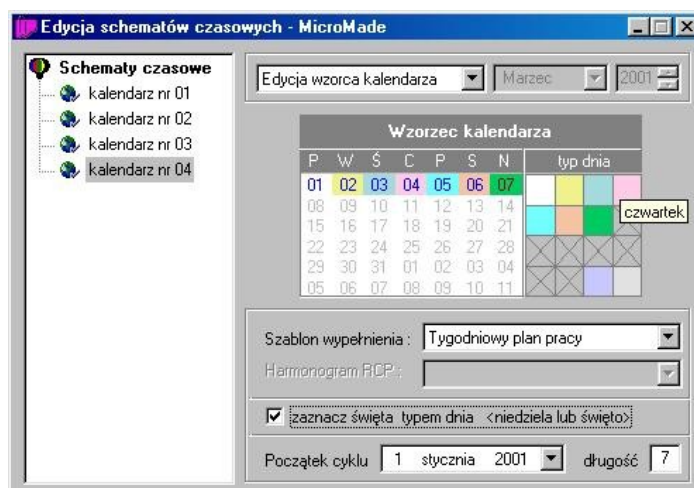 Edycja schematów czasowych - MicroMade
Schematy czasowe
kalendarz nr 01
kalendarz nr 02
kalendarz nr 03
kalendarz nr 04
Edycja wzorca kalendarza Marzec 2001
Wzorzec kalendarza
P W Ś C P S N typ dnia
01 02 03 04 05 06 07
08 09 10 11 12 13 14
czwartek
15 16 17 18 19 20 21
22 23 24 25 26 27 28
29 30 31 01 02 03 04
05 06 07 08 09 10 11
Szablon wypełnienia : Tygodniowy plan pracy
Harmonogram RCP :
zaznacz święta typem dnia <niedziela lub święto>
Początek cyklu 1 stycznia 2001 długość 7